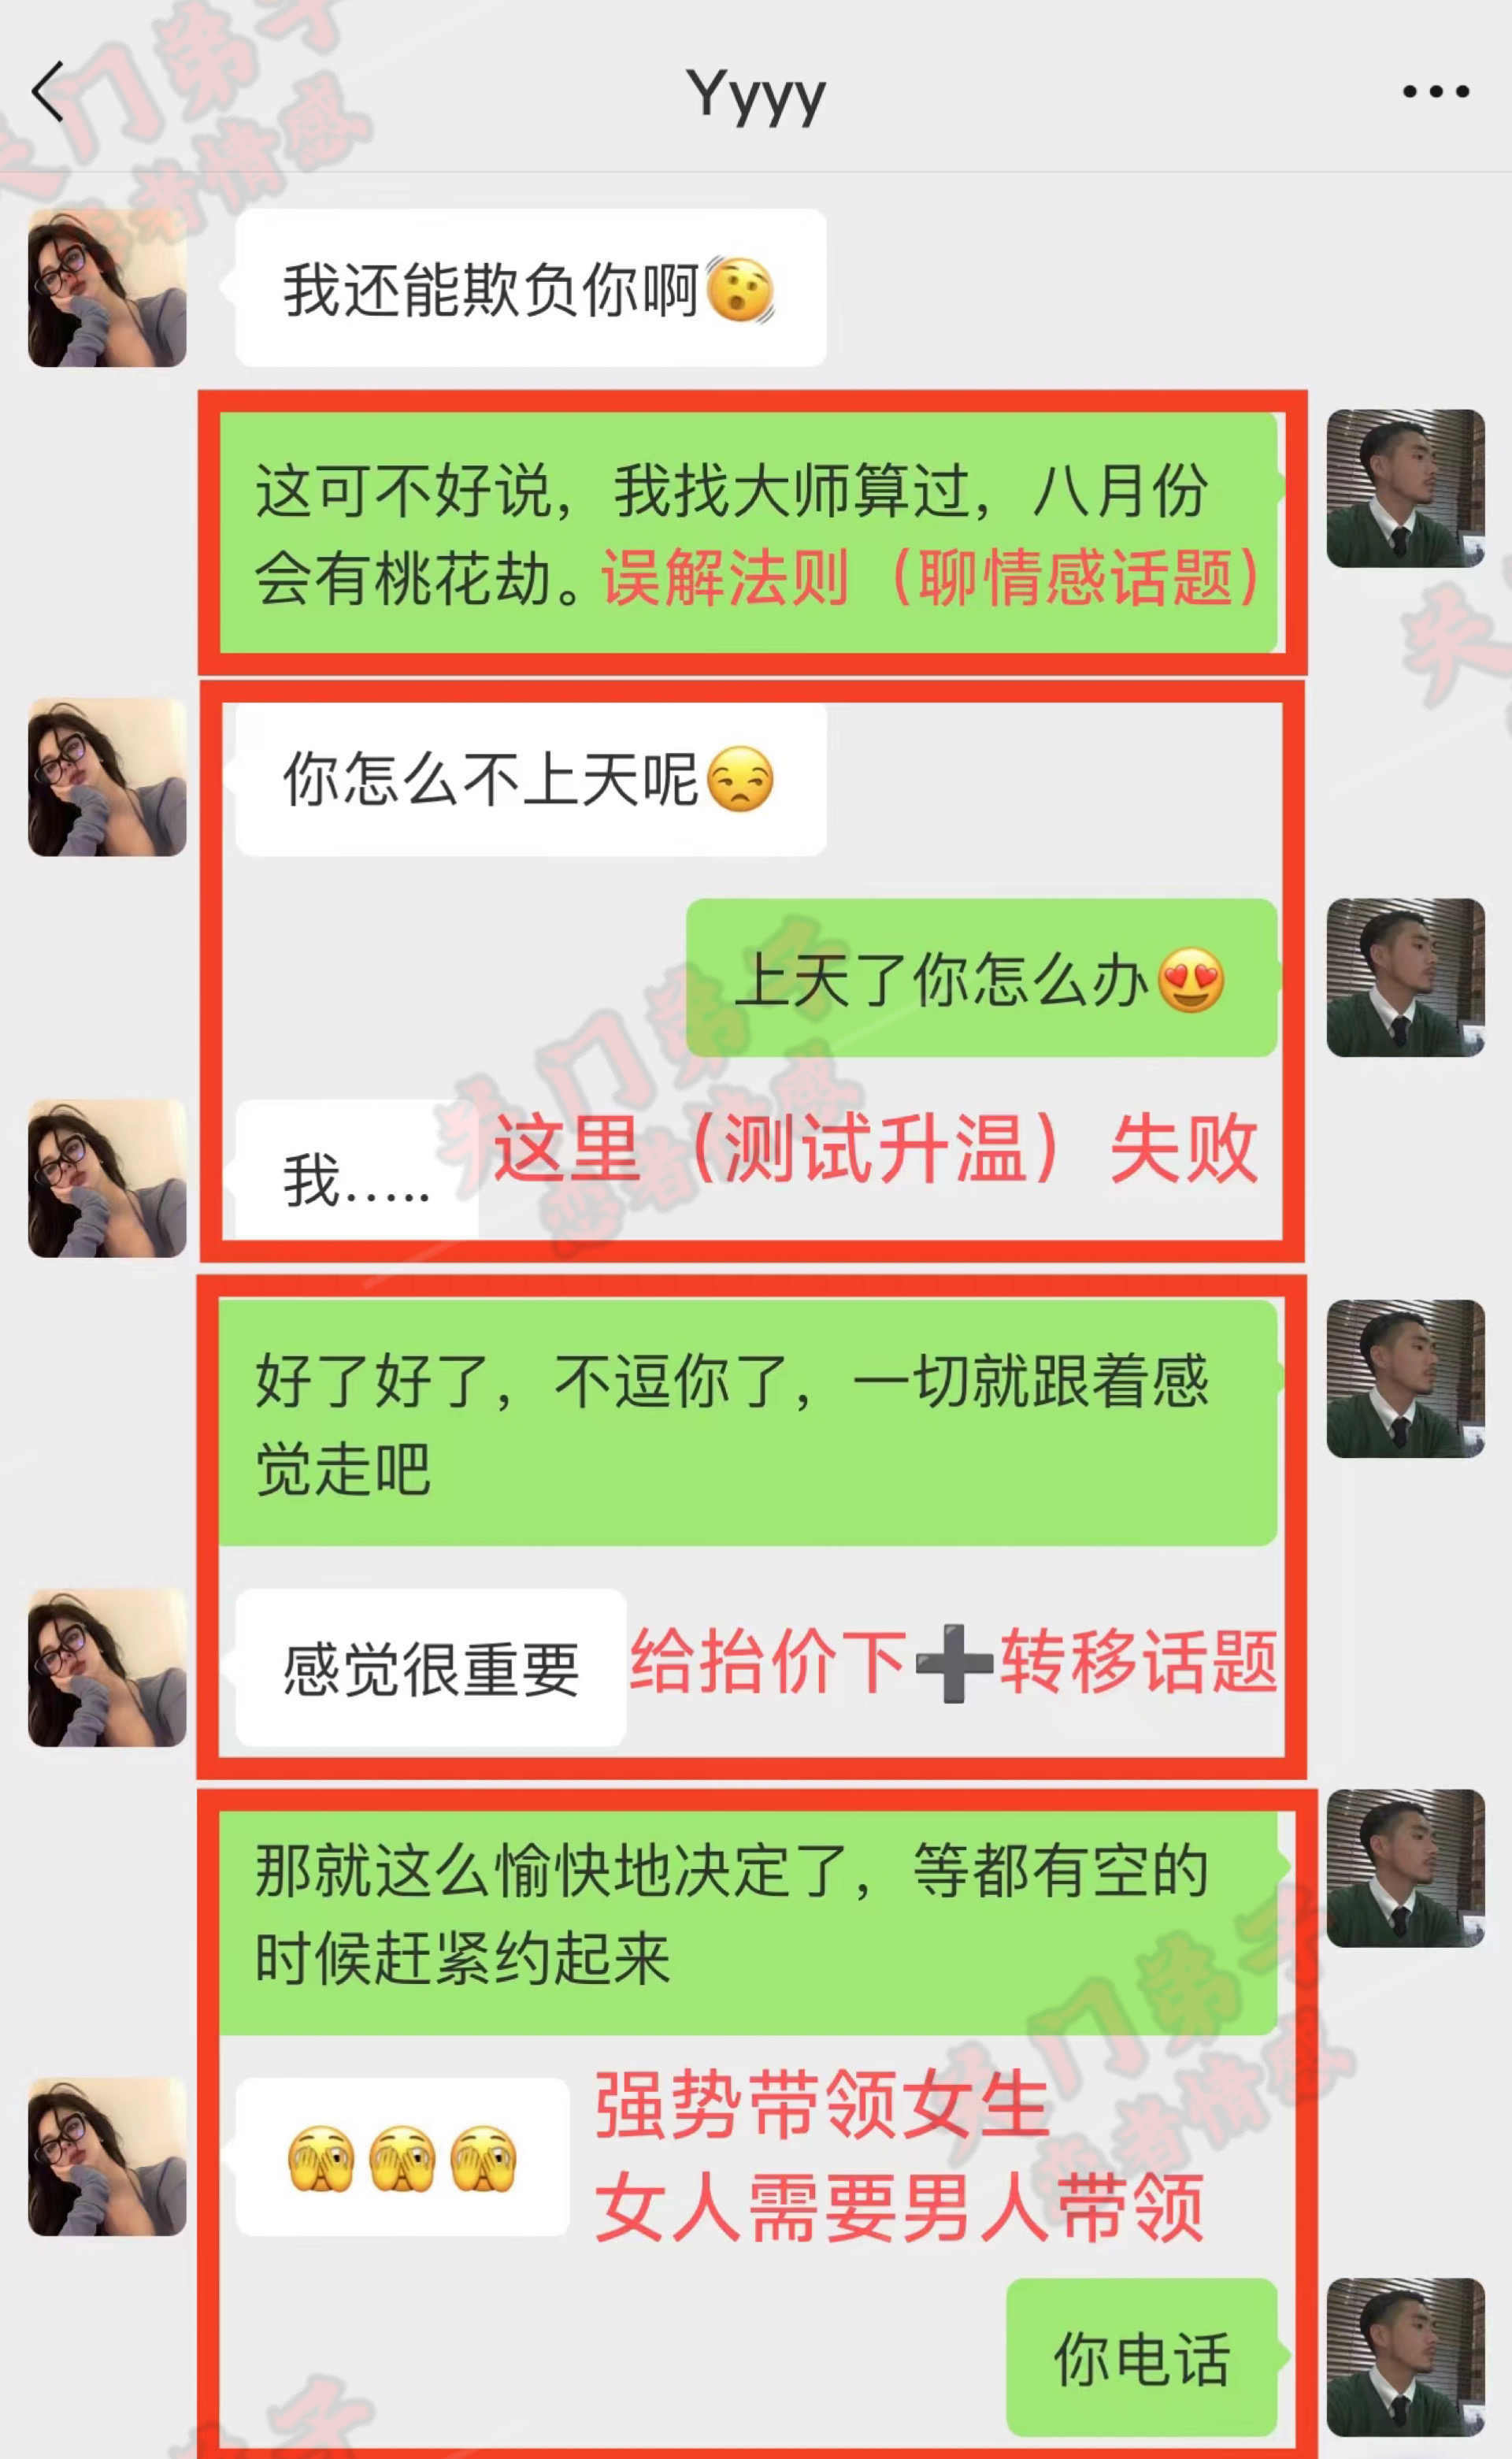 Yyyy
我还能欺负你啊
这可不好说，我找大师算过，八月份
会有桃花劫。误解法则（聊情感话题）
你怎么不上天呢
上天了你怎么办
我.....
这里（测试升温）失败
好了好了，不逗你了，一切就跟着感
觉走吧
感觉很重要
给抬价下➕转移话题
那就这么愉快地决定了，等都有空的
时候赶紧约起来
强势带领女生
女人需要男人带领
你电话